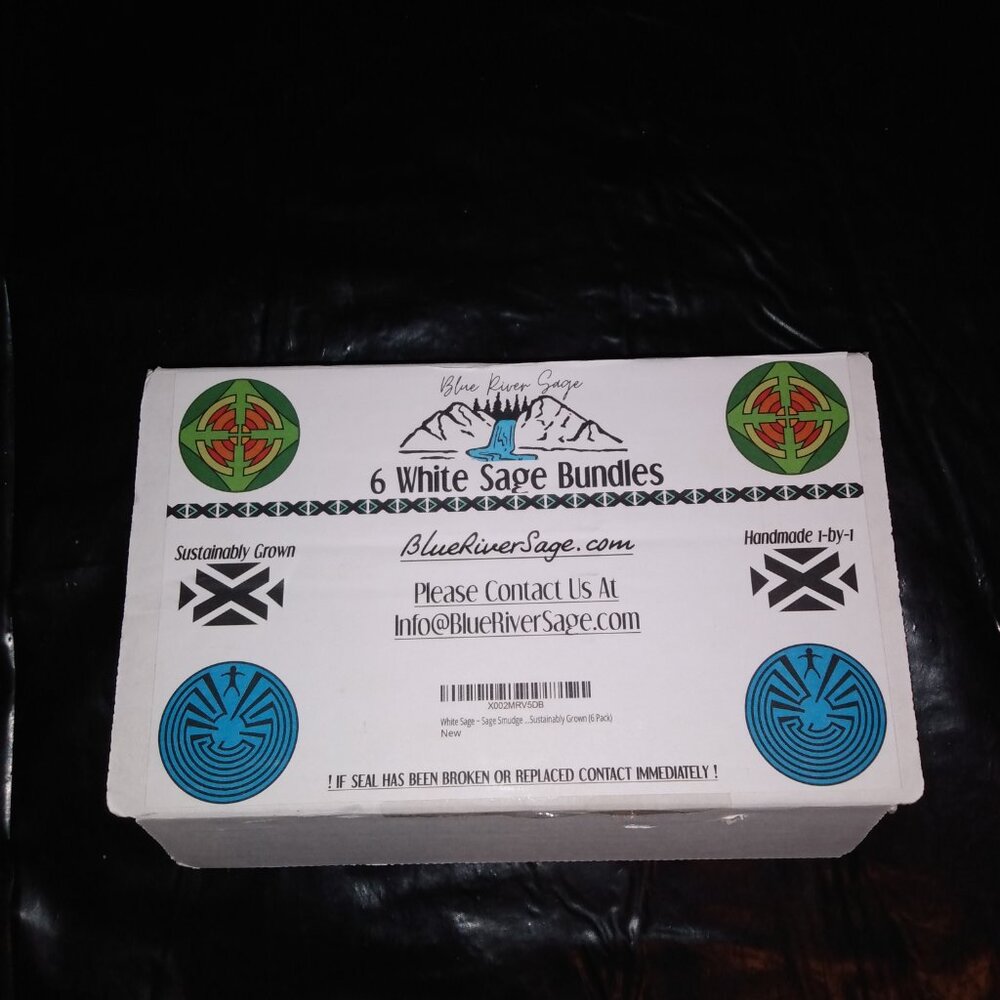 Blue River Sage
6 White Sage Bundles
Sustainably Grown
BlueRiverSage.com
Handmade 1-by-1
Please Contact Us At
Info@BlueRiverSage.com
X002MRV5DB
White Sage - Sage Smudge ...Sustainably Grown (6 Pack)
New
! IF SEAL HAS BEEN BROKEN OR REPLACED CONTACT IMMEDIATELY !